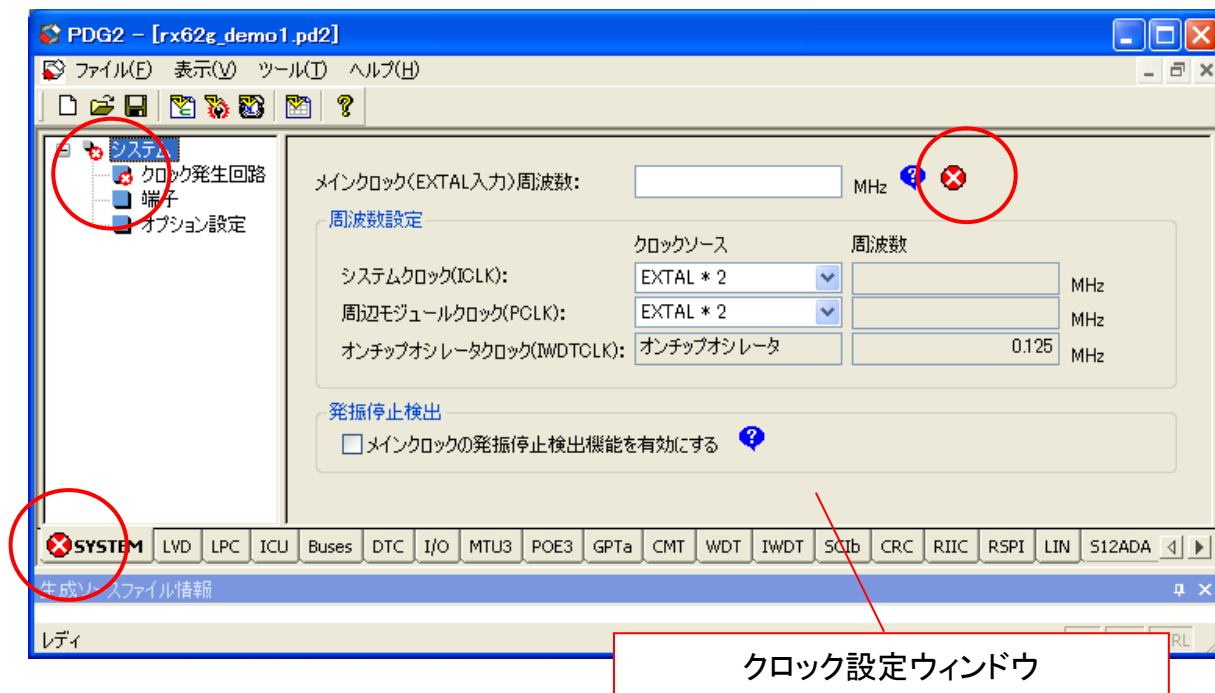 PDG2 - [rx62g_demo1.pd2]
ファイル(F) 表示(V) ツール(T) ヘルプ(H)
システム
クロック発生回路
端子
オプション設定
メインクロック(EXTAL入力)周波数: MHz
周波数設定
クロックソース 周波数
システムクロック(ICLK): EXTAL * 2 MHz
周辺モジュールクロック(PCLK): EXTAL * 2 MHz
オンチップオシレータクロック(IWDTCLK): オンチップオシレータ 0.125 MHz
発振停止検出
メインクロックの発振停止検出機能を有効にする
SYSTEM LVD LPC ICU Buses DTC I/O MTU3 POE3 GPTa CMT WDT IWDT SCIb CRC RIIC RSPI LIN S12ADA
生成ソースファイル情報
レディ
クロック設定ウィンドウ